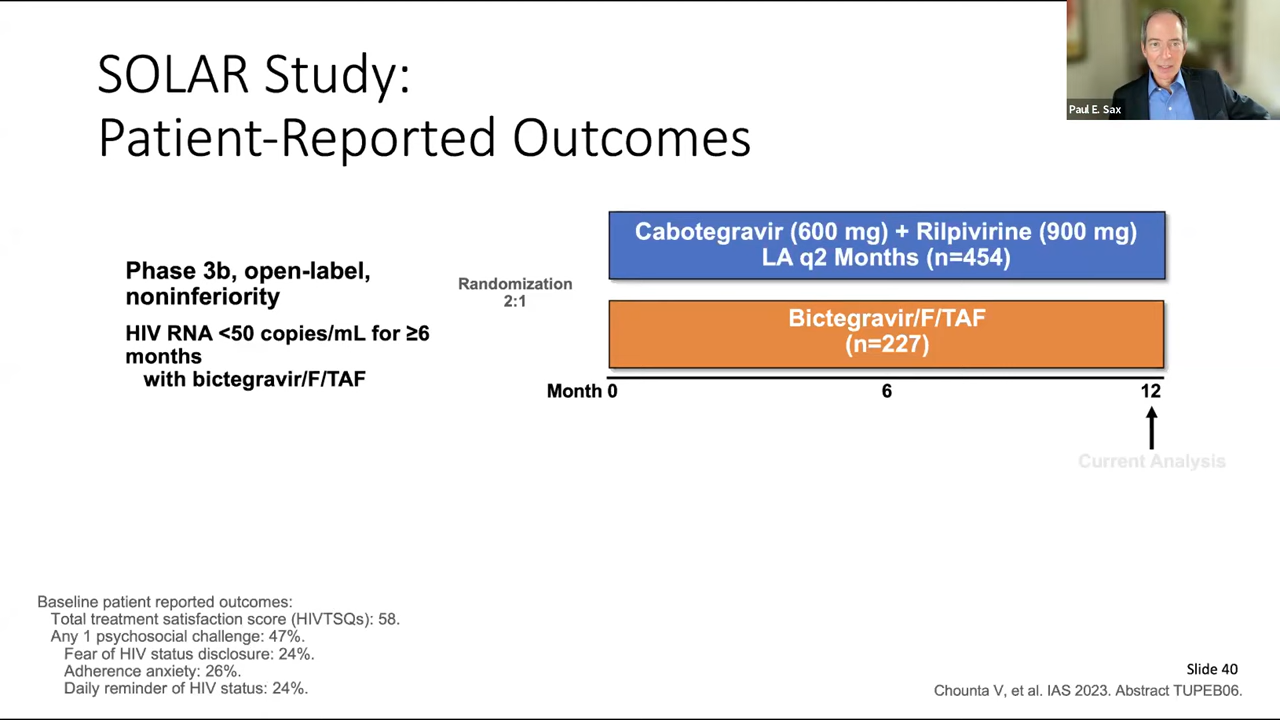 SOLAR Study:
Patient-Reported Outcomes
Paul E. Sax
Phase 3b, open-label,
noninferiority
HIV RNA <50 copies/mL for ≥6
months
with bictegravir/F/TAF
Randomization
2:1
Cabotegravir (600 mg) + Rilpivirine (900 mg)
LA q2 Months (n=454)
Bictegravir/F/TAF
(n=227)
Month 0 6 12
Current Analysis
Baseline patient reported outcomes:
Total treatment satisfaction score (HIVTSQs): 58.
Any 1 psychosocial challenge: 47%.
Fear of HIV status disclosure: 24%.
Adherence anxiety: 26%.
Daily reminder of HIV status: 24%.
Slide 40
Chounta V, et al. IAS 2023. Abstract TUPEB06.